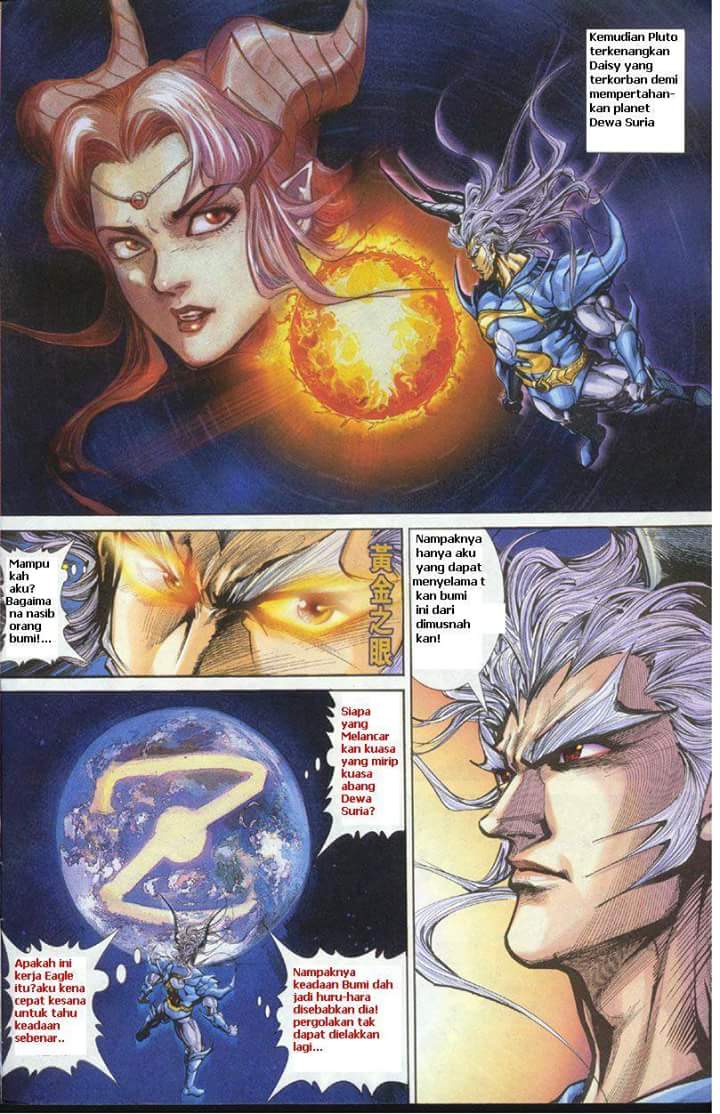 Kemudian Pluto
terkenangkan
Daisy yang
terkorban demi
mempertahan-
kan planet
Dewa Suria
Mampu
kah
aku?
Bagaima
na nasib
orang
bumi!...
黃金之眼
Nampaknya
hanya aku
yang dapat
menyelama t
kan bumi
ini dari
dimusnah
kan!
Siapa
yang
Melancar
kan kuasa
yang mirip
kuasa
abang
Dewa
Suria?
Apakah ini
kerja Eagle
itu?aku kena
cepat kesana
untuk tahu
keadaan
sebenar..
Nampaknya
keadaan Bumi dah
jadi huru-hara
disebabkan dia!
pergolakan tak
dapat dielakkan
lagi...